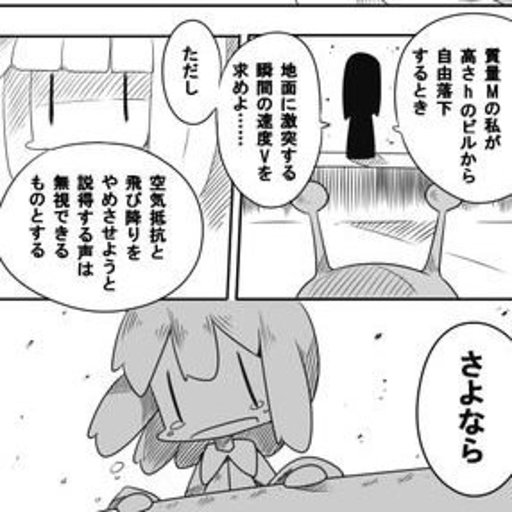 質量Mの私が
高さhのビルから
自由落下
するとき
地面に激突する
瞬間の速度Vを
求めよ……
ただし
空気抵抗と
飛び降りを
やめさせようと
説得する声は
無視できる
ものとする
さよなら